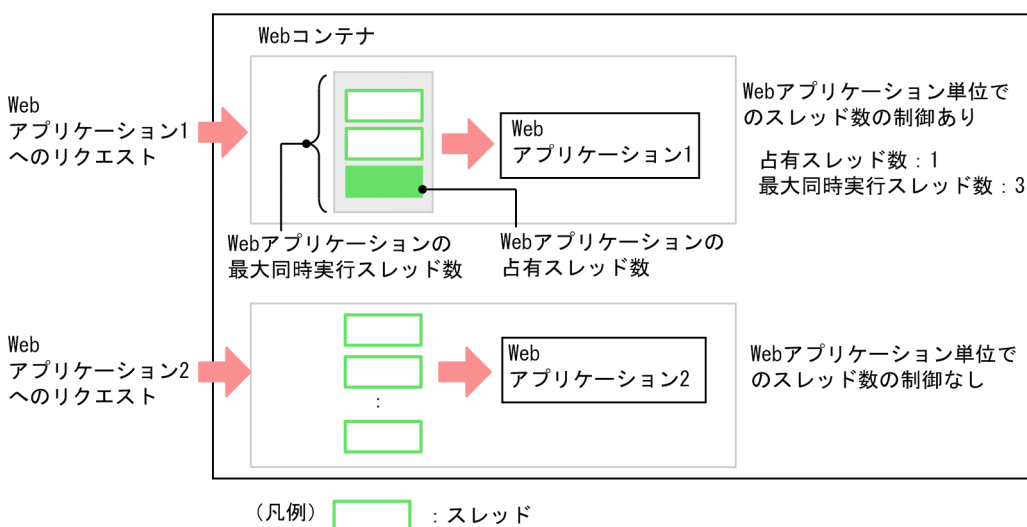 Webコンテナ
Web
アプリケーション1
へのリクエスト
Web
アプリケーション1
Webアプリケーション単位で
のスレッド数の制御あり
占有スレッド数：1
最大同時実行スレッド数：3
Webアプリケーションの
最大同時実行スレッド数
Webアプリケーションの
占有スレッド数
Web
アプリケーション2
へのリクエスト
：
Web
アプリケーション2
Webアプリケーション単位で
のスレッド数の制御なし
（凡例）
：スレッド